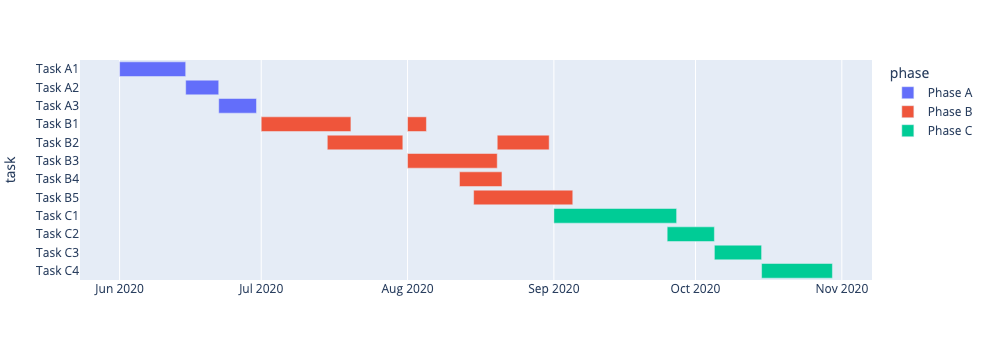 task
Task A1
Task A2
Task A3
Task B1
Task B2
Task B3
Task B4
Task B5
Task C1
Task C2
Task C3
Task C4
Jun 2020
Jul 2020
Aug 2020
Sep 2020
Oct 2020
Nov 2020
phase
Phase A
Phase B
Phase C